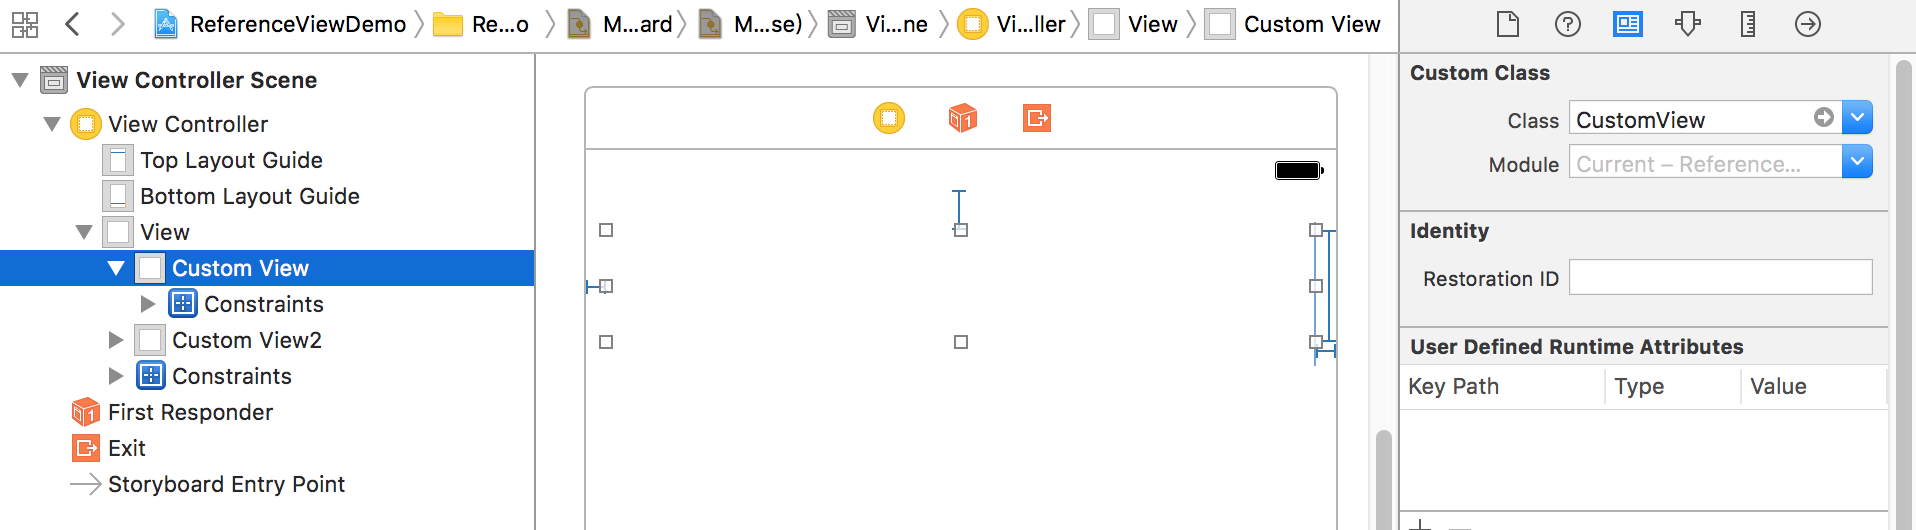 ReferenceViewDemo Re...o M...ard M...se) Vi...ne Vi...ller View Custom View
View Controller Scene
View Controller
Top Layout Guide
Bottom Layout Guide
View
Custom View
Constraints
Custom View2
Constraints
First Responder
Exit
Storyboard Entry Point
1
1
Custom Class
Class CustomView
Module Current – Reference...
Identity
Restoration ID
User Defined Runtime Attributes
Key Path Type Value